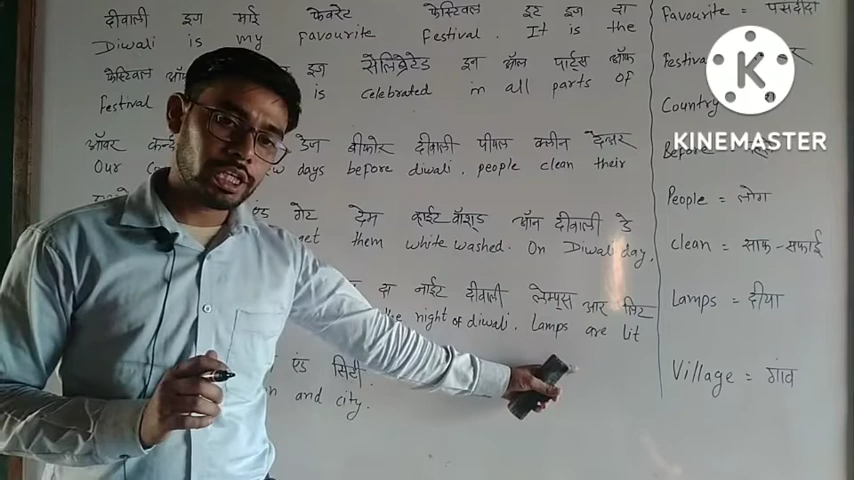 दीवाली इज माई फेवरेट फेस्टिवल इट इज दा
Diwali is my favourite festival. It is the
फेस्टिवल इज सेलिब्रेटेड इन ऑल पार्ट्स ऑफ
festival is celebrated in all parts of
ऑवर डेज बीफोर दीवाली पीपल क्लीन देअर
Our days before diwali. people clean their
गेट देम व्हाईट वॉश्ड ऑन दीवाली डे
get them white washed. On Diwali day.
दा नाईट दीवाली लेम्प्स आर लिट
the night of diwali. Lamps are lit
एंड सिटी
and city.
Favourite = पसंदीदा
Country
Before =
People = लोग
clean = साफ-सफाई
Lamps = दीया
Village = गांव
K
KINEMASTER